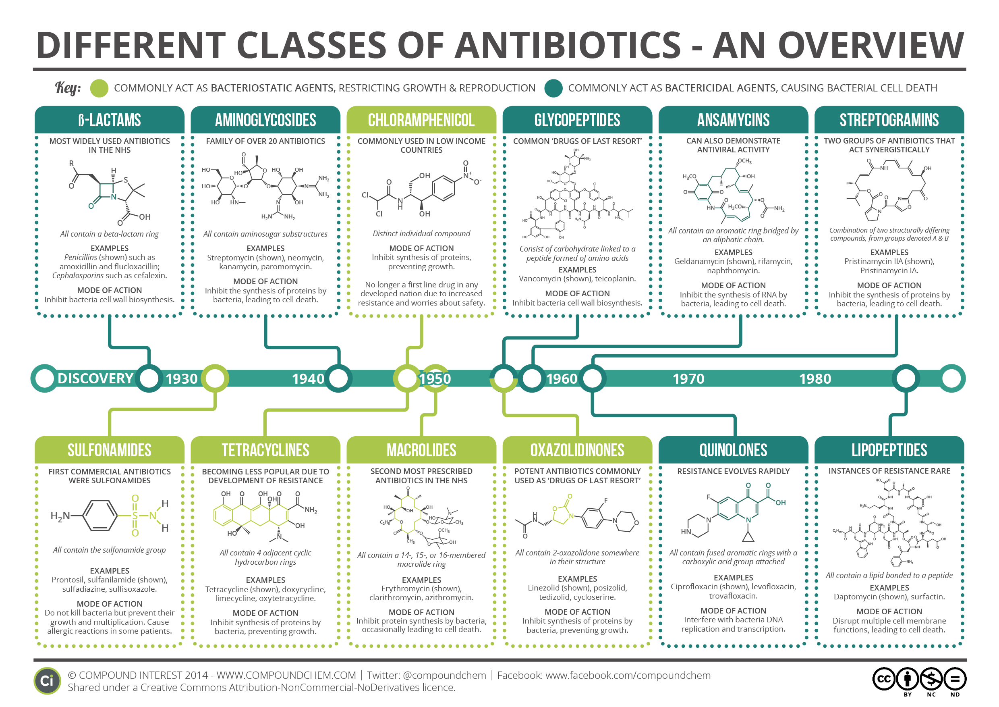 DIFFERENT CLASSES OF ANTIBIOTICS - AN OVERVIEW
Key:
COMMONLY ACT AS BACTERIOSTATIC AGENTS, RESTRICTING GROWTH & REPRODUCTION
COMMONLY ACT AS BACTERICIDAL AGENTS, CAUSING BACTERIAL CELL DEATH
ß-LACTAMS
MOST WIDELY USED ANTIBIOTICS
IN THE NHS
R
O
H
S
N
O
O
OH
All contain a beta-lactam ring
EXAMPLES
Penicillins (shown) such as
amoxicillin and flucloxacillin;
Cephalosporins such as cefalexin.
MODE OF ACTION
Inhibit bacteria cell wall biosynthesis.
AMINOGLYCOSIDES
FAMILY OF OVER 20 ANTIBIOTICS
All contain aminosugar substructures
EXAMPLES
Streptomycin (shown), neomycin,
kanamycin, paromomycin.
MODE OF ACTION
Inhibit the synthesis of proteins by
bacteria, leading to cell death.
CHLORAMPHENICOL
COMMONLY USED IN LOW INCOME
COUNTRIES
Distinct individual compound
MODE OF ACTION
Inhibit synthesis of proteins,
preventing growth.
No longer a first line drug in any
developed nation due to increased
resistance and worries about safety.
GLYCOPEPTIDES
COMMON ‘DRUGS OF LAST RESORT’
Consist of carbohydrate linked to a
peptide formed of amino acids
EXAMPLES
Vancomycin (shown), teicoplanin.
MODE OF ACTION
Inhibit bacteria cell wall biosynthesis.
ANSAMYCINS
CAN ALSO DEMONSTRATE
ANTIVIRAL ACTIVITY
All contain an aromatic ring bridged by
an aliphatic chain.
EXAMPLES
Geldanamycin (shown), rifamycin,
naphthomycin.
MODE OF ACTION
Inhibit the synthesis of RNA by
bacteria, leading to cell death.
STREPTOGRAMINS
TWO GROUPS OF ANTIBIOTICS THAT
ACT SYNERGISTICALLY
Combination of two structurally differing
compounds, from groups denoted A & B
EXAMPLES
Pristinamycin IIA (shown),
Pristinamycin IA.
MODE OF ACTION
Inhibit the synthesis of proteins by
bacteria, leading to cell death.
DISCOVERY
1930
1940
1950
1960
1970
1980
SULFONAMIDES
FIRST COMMERCIAL ANTIBIOTICS
WERE SULFONAMIDES
H₂N
O
S
O
N
H
H
All contain the sulfonamide group
EXAMPLES
Prontosil, sulfanilamide (shown),
sulfadiazine, sulfisoxazole.
MODE OF ACTION
Do not kill bacteria but prevent their
growth and multiplication. Cause
allergic reactions in some patients.
TETRACYCLINES
BECOMING LESS POPULAR DUE TO
DEVELOPMENT OF RESISTANCE
All contain 4 adjacent cyclic
hydrocarbon rings
EXAMPLES
Tetracycline (shown), doxycycline,
limecycline, oxytetracycline.
MODE OF ACTION
Inhibit synthesis of proteins by
bacteria, preventing growth.
MACROLIDES
SECOND MOST PRESCRIBED
ANTIBIOTICS IN THE NHS
All contain a 14-, 15-, or 16-membered
macrolide ring
EXAMPLES
Erythromycin (shown),
clarithromycin, azithromycin.
MODE OF ACTION
Inhibit protein synthesis by bacteria,
occasionally leading to cell death.
OXAZOLIDINONES
POTENT ANTIBIOTICS COMMONLY
USED AS ‘DRUGS OF LAST RESORT’
All contain 2-oxazolidone somewhere
in their structure
EXAMPLES
Linezolid (shown), posizolid,
tedizolid, cycloserine.
MODE OF ACTION
Inhibit synthesis of proteins by
bacteria, preventing growth.
QUINOLONES
RESISTANCE EVOLVES RAPIDLY
All contain fused aromatic rings with a
carboxylic acid group attached
EXAMPLES
Ciprofloxacin (shown), levofloxacin,
trovafloxacin.
MODE OF ACTION
Interfere with bacteria DNA
replication and transcription.
LIPOPEPTIDES
INSTANCES OF RESISTANCE RARE
All contain a lipid bonded to a peptide
EXAMPLES
Daptomycin (shown), surfactin.
MODE OF ACTION
Disrupt multiple cell membrane
functions, leading to cell death.
Ci
© COMPOUND INTEREST 2014 - WWW.COMPOUNDCHEM.COM | Twitter: @compoundchem | Facebook: www.facebook.com/compoundchem
Shared under a Creative Commons Attribution-NonCommercial-NoDerivatives licence.
CC
BY NC ND